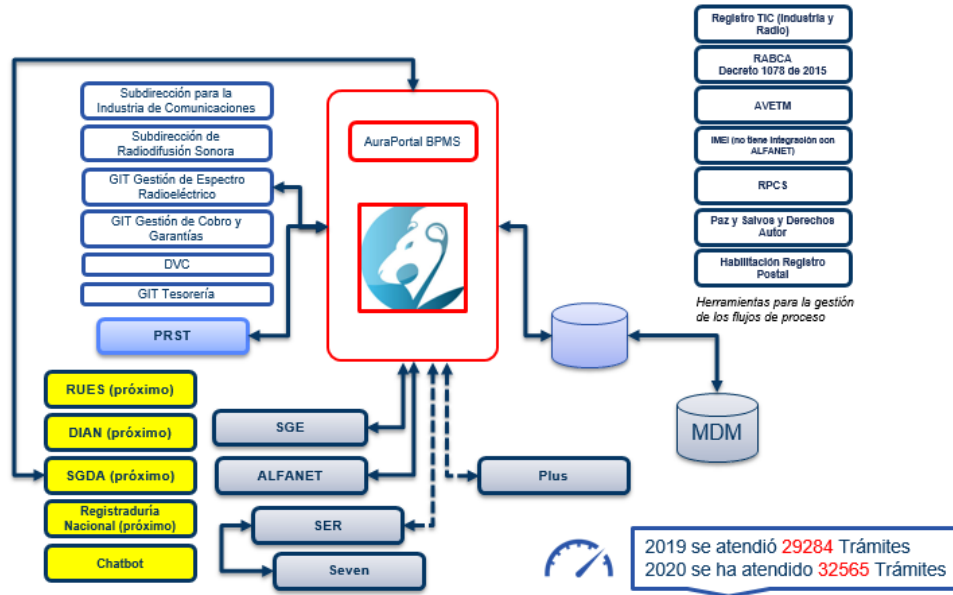 Subdirección para la
Industria de Comunicaciones
Subdirección de
Radiodifusión Sonora
GIT Gestión de Espectro
Radioeléctrico
GIT Gestión de Cobro y
Garantías
DVC
GIT Tesorería
PRST
RUES (próximo)
DIAN (próximo)
SGDA (próximo)
Registraduría
Nacional (próximo)
Chatbot
AuraPortal BPMS
SGE
ALFANET
SER
Seven
Plus
MDM
Registro TIC (Industria y
Radio)
RABCA
Decreto 1078 de 2015
AVETM
IMEI (no tiene integración con
ALFANET)
RPCS
Paz y Salvos y Derechos
Autor
Habilitación Registro
Postal
Herramientas para la gestión
de los flujos de proceso
2019 se atendió 29284 Trámites
2020 se ha atendido 32565 Trámites